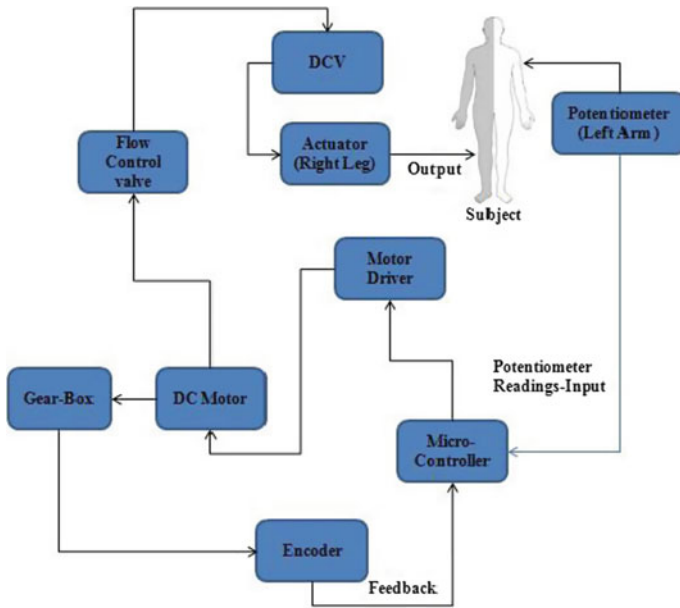 DCV
Potentiometer
(Left Arm)
Flow
Control
valve
Actuator
(Right Leg)
Output
Subject
Motor
Driver
Potentiometer
Readings-Input
Gear-Box
DC Motor
Micro-
Controller
Encoder
Feedback